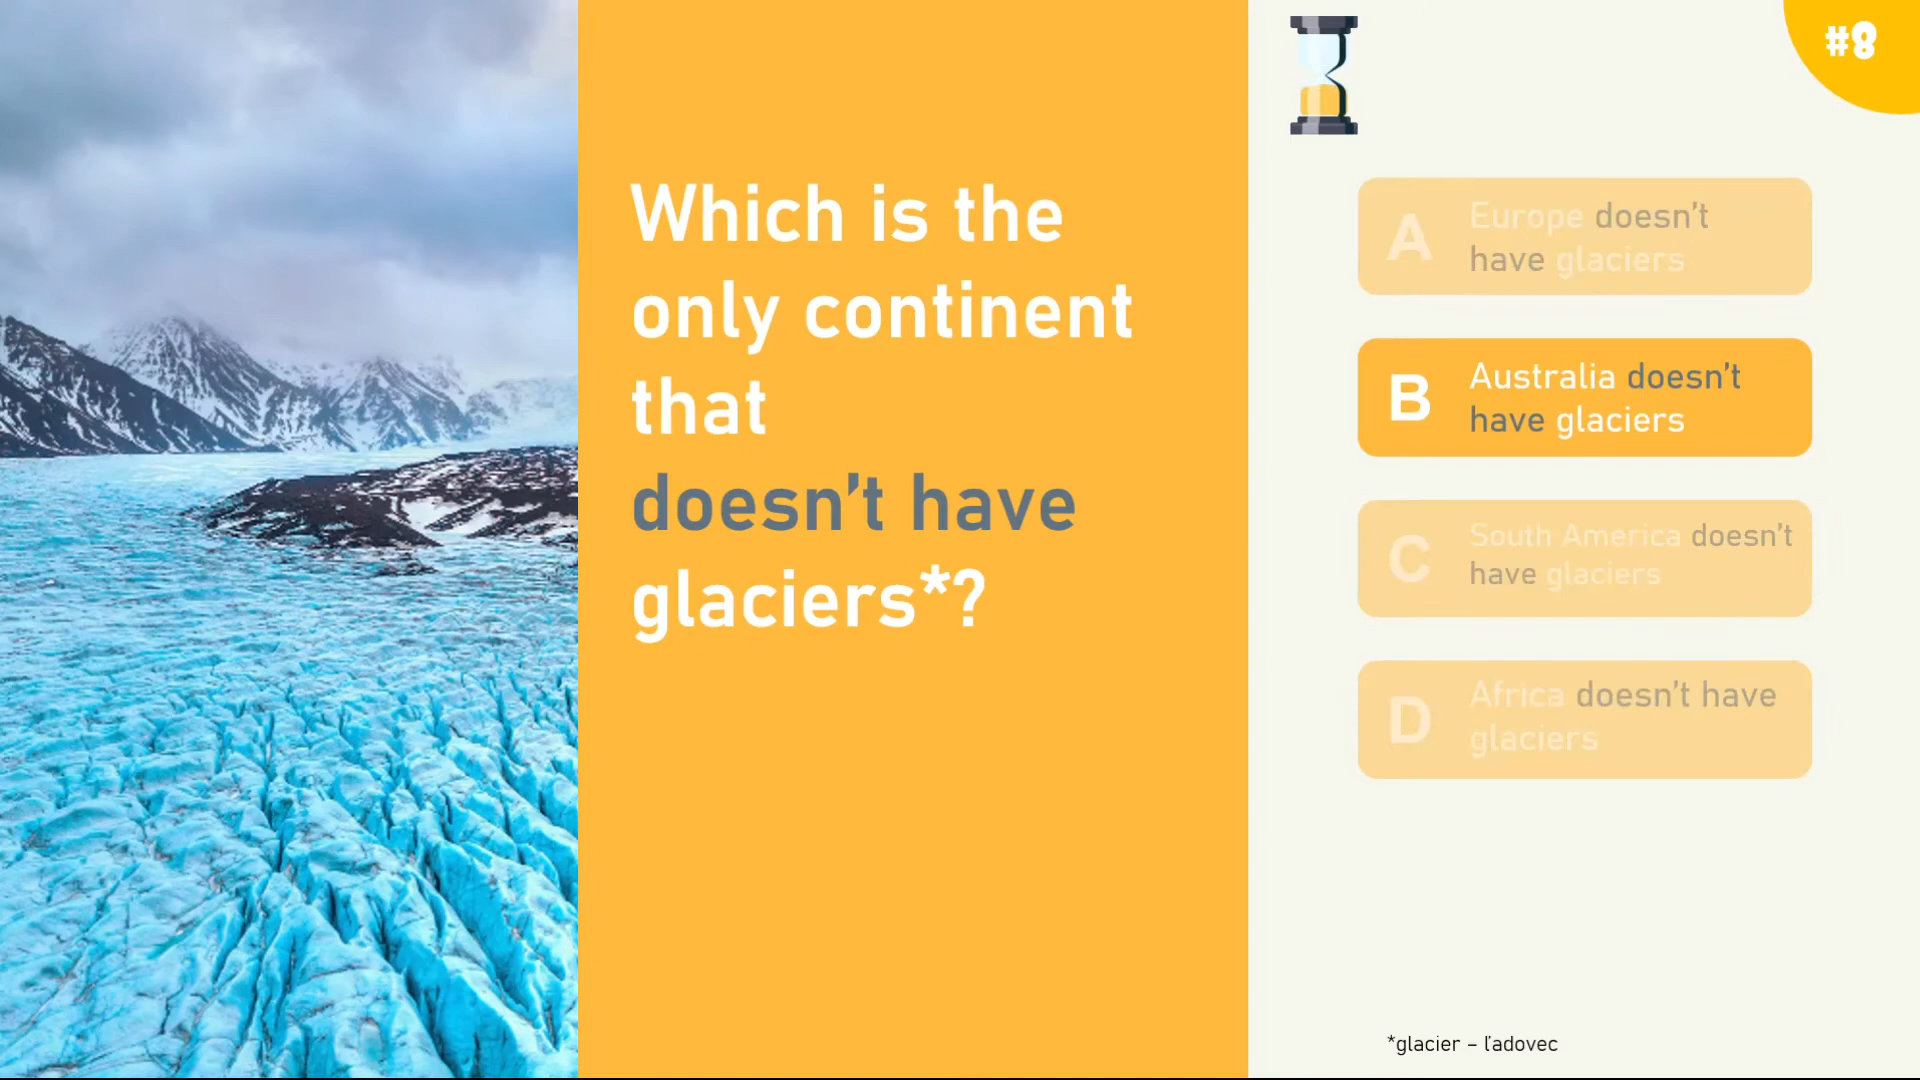 #8
Which is the
only continent
that
doesn't have
glaciers*?
A
Europe doesn't
have glaciers
B
Australia doesn't
have glaciers
C
South America doesn't
have glaciers
D
Africa doesn't have
glaciers
*glacier – ľadovec